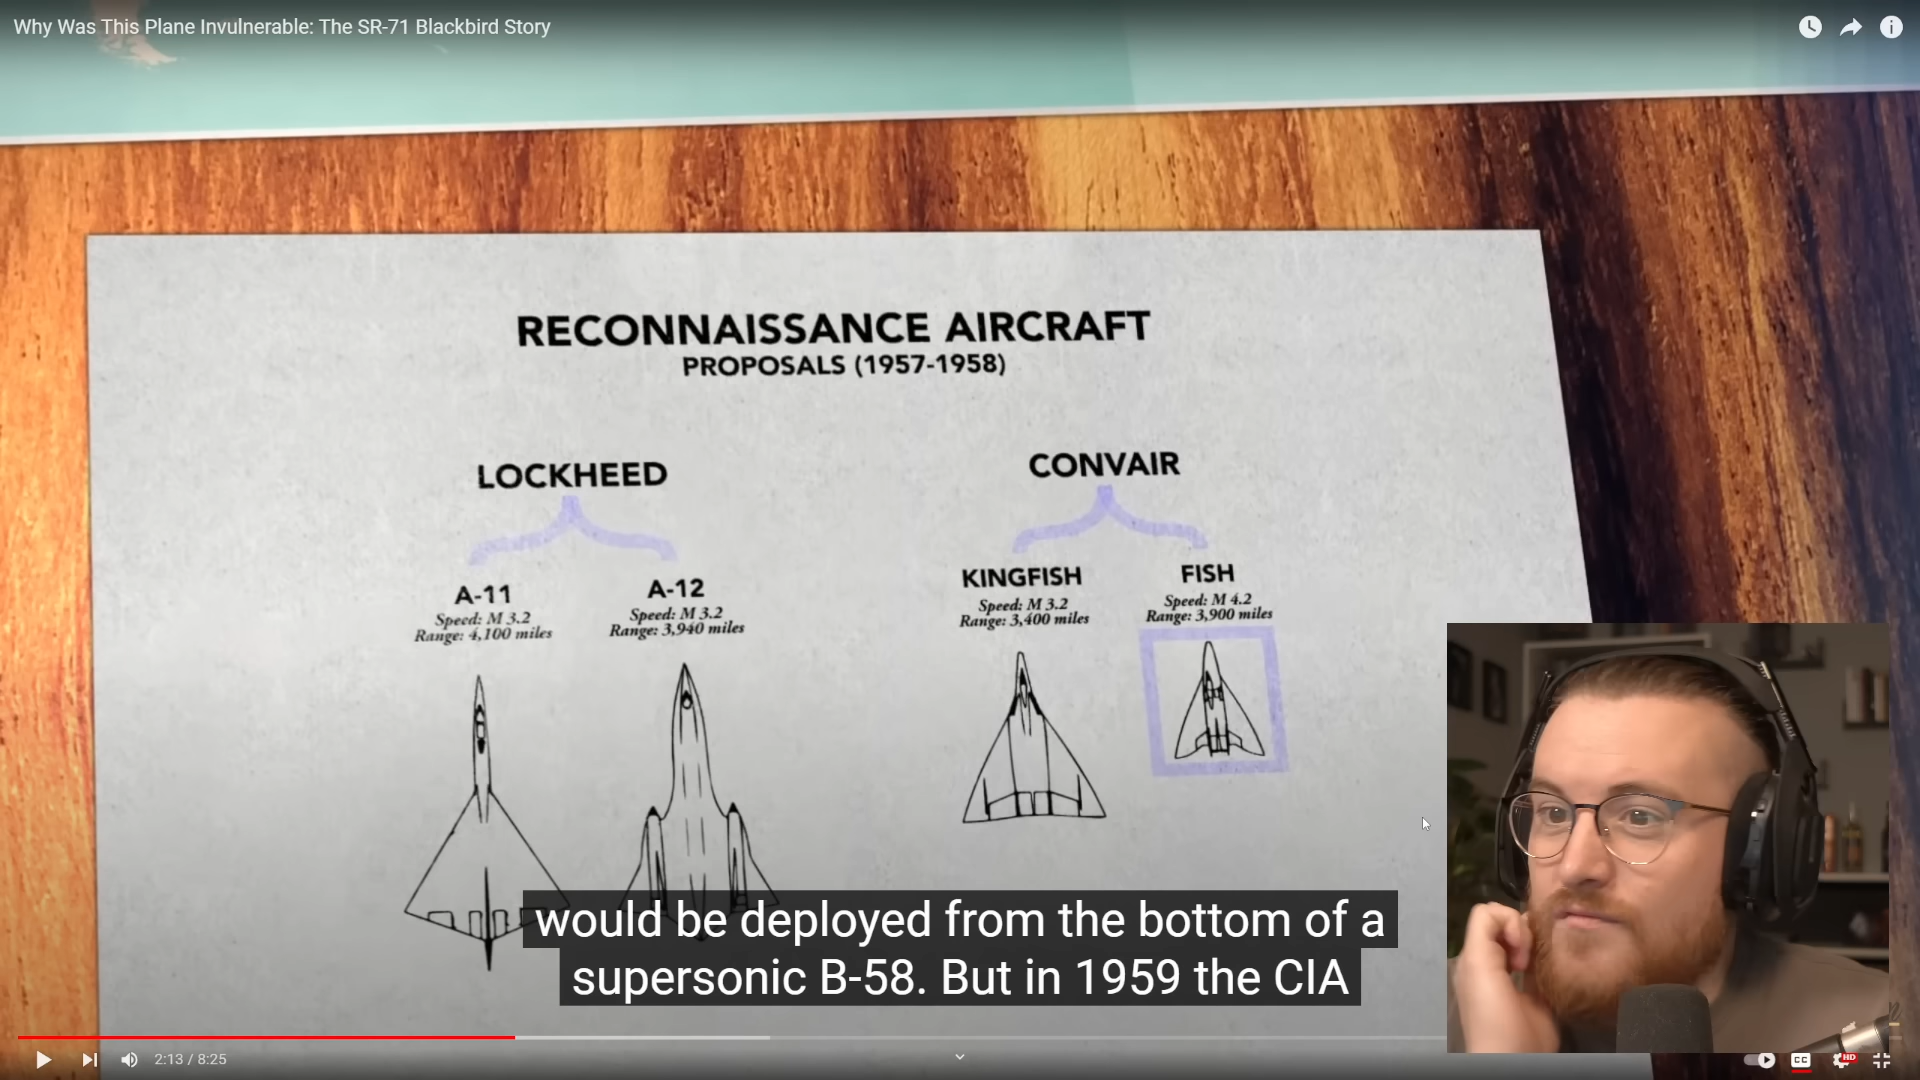 Why Was This Plane Invulnerable: The SR-71 Blackbird Story
RECONNAISSANCE AIRCRAFT
PROPOSALS (1957-1958)
LOCKHEED
CONVAIR
A-11
Speed: M 3.2
Range: 4,100 miles
A-12
Speed: M 3.2
Range: 3,940 miles
KINGFISH
Speed: M 3.2
Range: 3,400 miles
FISH
Speed: M 4.2
Range: 3,900 miles
would be deployed from the bottom of a
supersonic B-58. But in 1959 the CIA
2:13 / 8:25
CC
HD